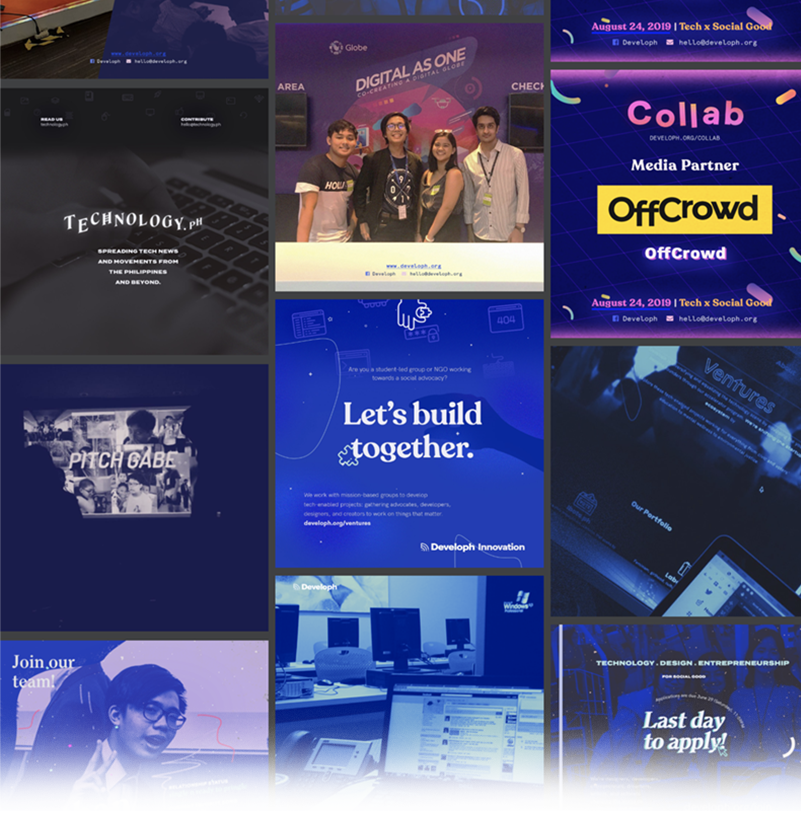 www.developh.org
Developh hello@developh.org
READ US
technology.ph
CONTRIBUTE
TECHNOLOGY.PH
SPREADING TECH NEWS
AND MOVEMENTS FROM
THE PHILIPPINES
AND BEYOND.
PITCH GABE
Join our
team!
Globe
DIGITAL AS ONE
CO-CREATING A DIGITAL GLOBE
AREA
CHECK
HOLLI
www.developh.org
Developh hello@developh.org
404
Are you a student-led group or NGO working
towards a social advocacy?
Let's build
together.
We work with mission-based groups to develop
tech-enabled projects: gathering advocates, developers,
designers, and creators to work on things that matter.
developh.org/ventures
Developh Innovation
Developh
Windows xp
Professional
August 24, 2019 | Tech x Social Good
Developh hello@developh.org
Collab
DEVELOPH.ORG/COLLAB
Media Partner
OffCrowd
OffCrowd
August 24, 2019 | Tech x Social Good
Developh hello@developh.org
Ventures
ecosystem
Our Portfolio
TECHNOLOGY . DESIGN . ENTREPRENEURSHIP
FOR SOCIAL GOOD
Last day
to apply!